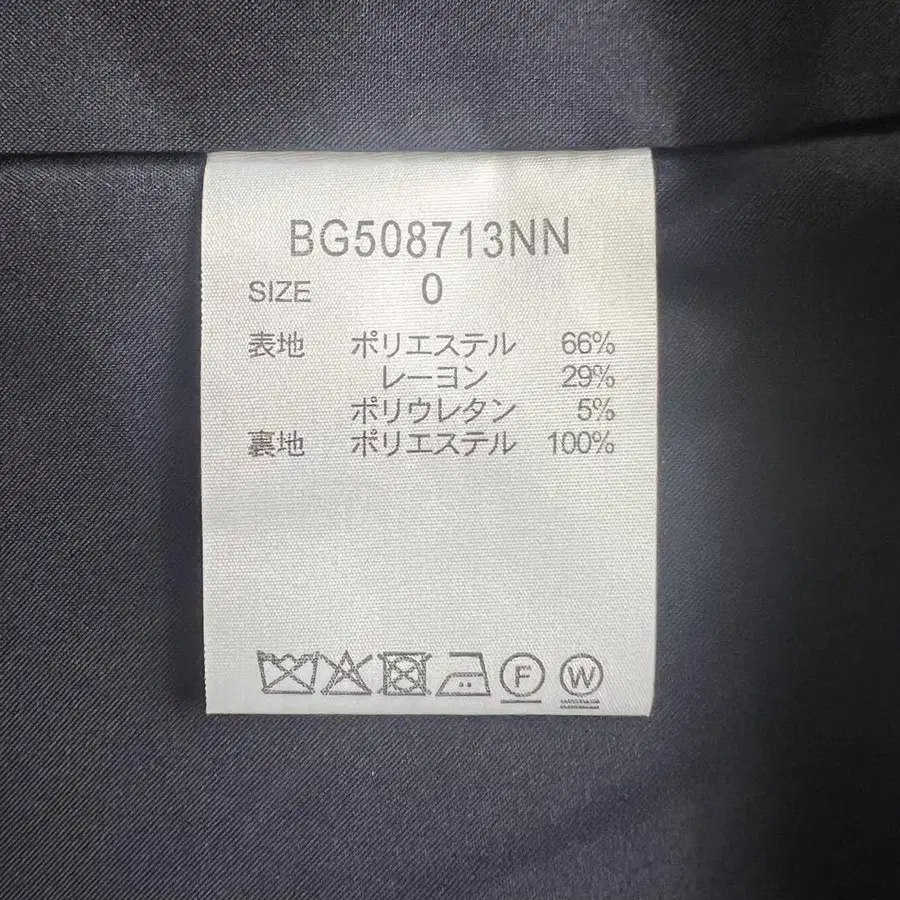 BG508713NN
SIZE 0
表地 ポリエステル 66%
レーヨン 29%
ポリウレタン 5%
裏地 ポリエステル 100%
F W